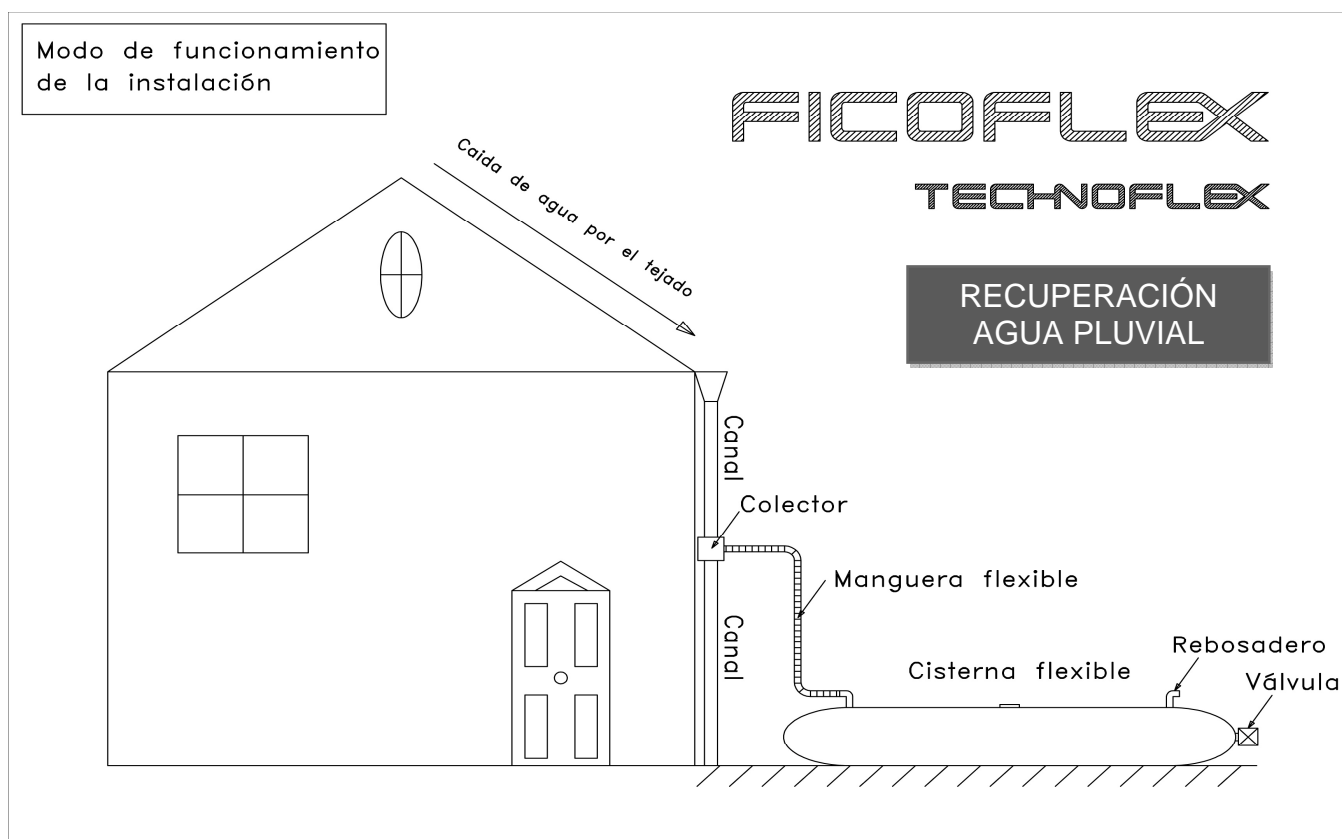 Modo de funcionamiento
de la instalación
FICOFLEX
TECHNOFLEX
RECUPERACIÓN
AGUA PLUVIAL
Caida de agua por el tejado
Canal
Colector
Manguera flexible
Canal
Cisterna flexible
Rebosadero
Válvula